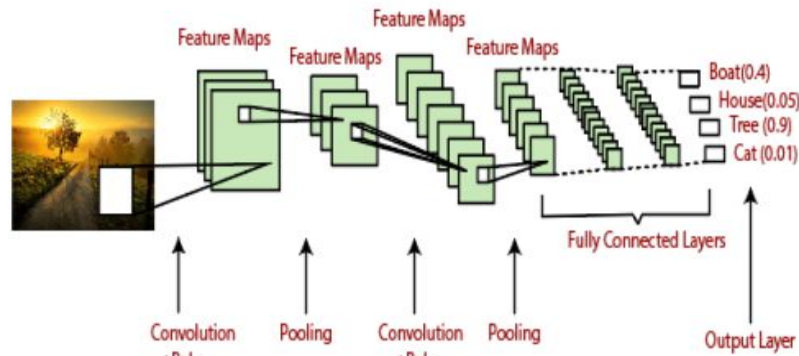 Feature Maps
Feature Maps
Feature Maps
Feature Maps
Boat(0.4)
House(0.05)
Tree (0.9)
Cat (0.01)
Fully Connected Layers
Convolution
Pooling
Convolution
Pooling
Output Layer